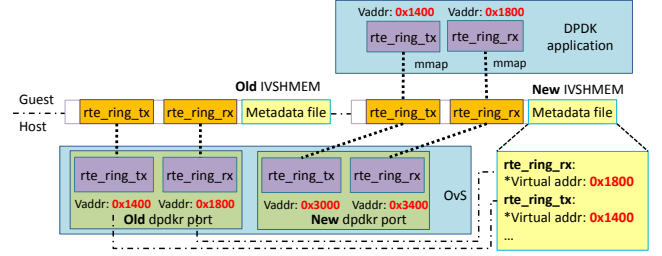 Vaddr: 0x1400 Vaddr: 0x1800
rte_ring_tx rte_ring_rx
DPDK
application
mmap mmap
Old IVSHMEM New IVSHMEM
Guest
rte_ring_tx rte_ring_rx Metadata file rte_ring_tx rte_ring_rx Metadata file
Host
rte_ring_tx rte_ring_rx rte_ring_tx rte_ring_rx
OvS
Vaddr: 0x1400 Vaddr: 0x1800 Vaddr: 0x3000 Vaddr: 0x3400
Old dpdkr port New dpdkr port
rte_ring_rx:
*Virtual addr: 0x1800
rte_ring_tx:
*Virtual addr: 0x1400
...